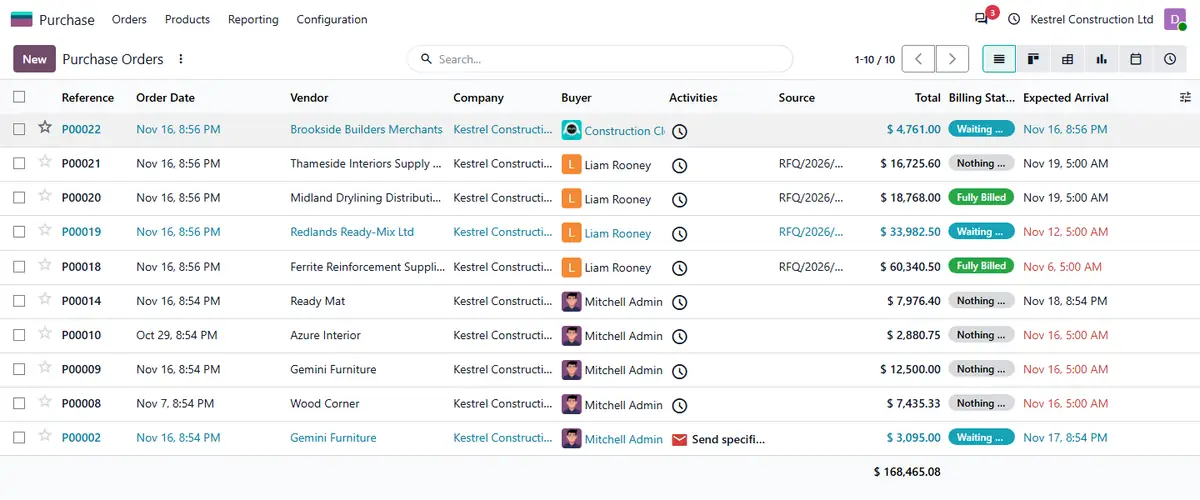 Purchase Orders Products Reporting Configuration 3 Kestrel Construction Ltd D
New Purchase Orders Search... 1-10 / 10
Reference Order Date Vendor Company Buyer Activities Source Total Billing Stat... Expected Arrival
P00022 Nov 16, 8:56 PM Brookside Builders Merchants Kestrel Constructi... Construction Cl $ 4,761.00 Waiting ... Nov 16, 8:56 PM
P00021 Nov 16, 8:56 PM Thameside Interiors Supply ... Kestrel Constructi... L Liam Rooney RFQ/2026/... $ 16,725.60 Nothing ... Nov 19, 5:00 AM
P00020 Nov 16, 8:56 PM Midland Drylining Distributi... Kestrel Constructi... L Liam Rooney RFQ/2026/... $ 18,768.00 Fully Billed Nov 19, 5:00 AM
P00019 Nov 16, 8:56 PM Redlands Ready-Mix Ltd Kestrel Constructi... L Liam Rooney RFQ/2026/... $ 33,982.50 Waiting ... Nov 12, 5:00 AM
P00018 Nov 16, 8:56 PM Ferrite Reinforcement Suppli... Kestrel Constructi... L Liam Rooney RFQ/2026/... $ 60,340.50 Fully Billed Nov 6, 5:00 AM
P00014 Nov 16, 8:54 PM Ready Mat Kestrel Constructi... Mitchell Admin $ 7,976.40 Nothing ... Nov 18, 8:54 PM
P00010 Oct 29, 8:54 PM Azure Interior Kestrel Constructi... Mitchell Admin $ 2,880.75 Nothing ... Nov 16, 5:00 AM
P00009 Nov 16, 8:54 PM Gemini Furniture Kestrel Constructi... Mitchell Admin $ 12,500.00 Nothing ... Nov 16, 5:00 AM
P00008 Nov 7, 8:54 PM Wood Corner Kestrel Constructi... Mitchell Admin $ 7,435.33 Nothing ... Nov 16, 5:00 AM
P00002 Nov 16, 8:54 PM Gemini Furniture Kestrel Constructi... Mitchell Admin Send specifi... $ 3,095.00 Waiting ... Nov 17, 8:54 PM
$ 168,465.08